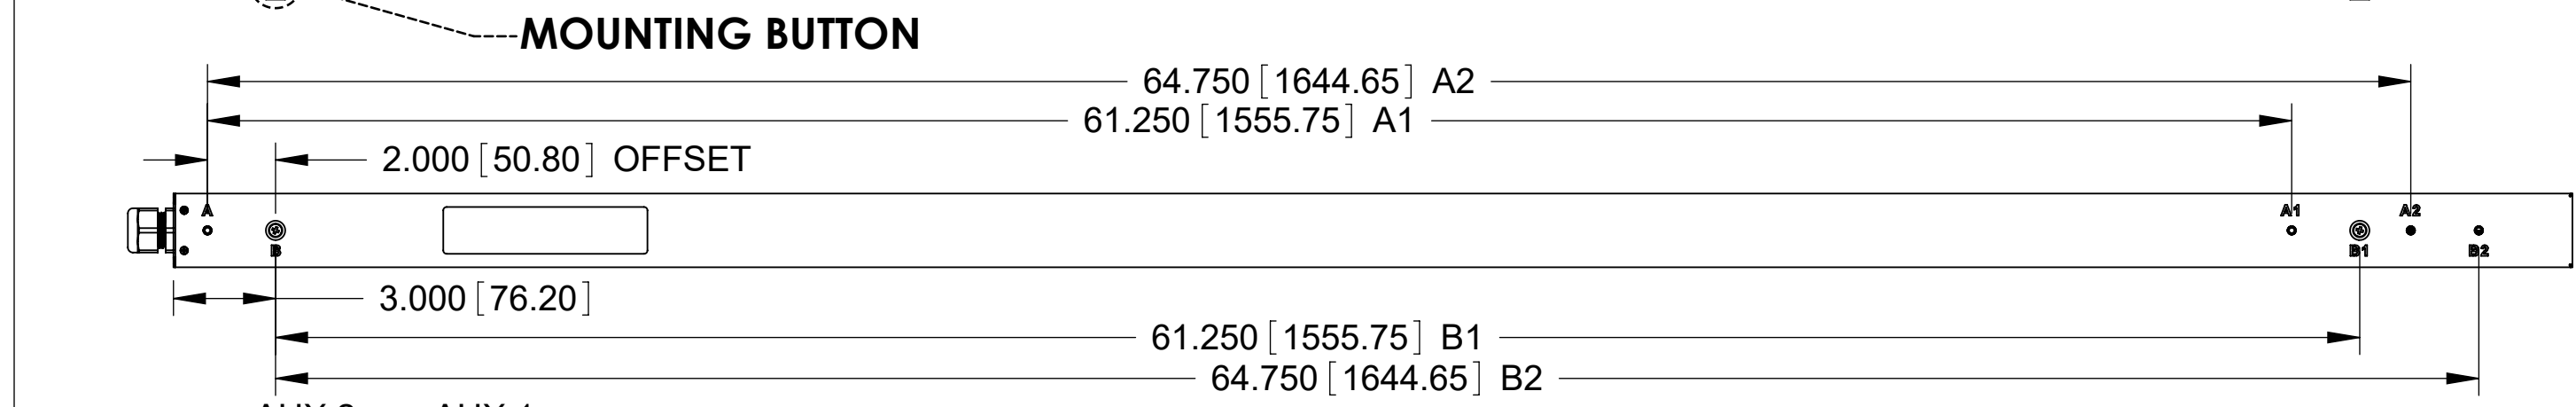 MOUNTING BUTTON
64.750 [1644.65] A2
61.250 [1555.75] A1
2.000 [50.80] OFFSET
A A1 A2
B B1 B2
3.000 [76.20]
61.250 [1555.75] B1
64.750 [1644.65] B2